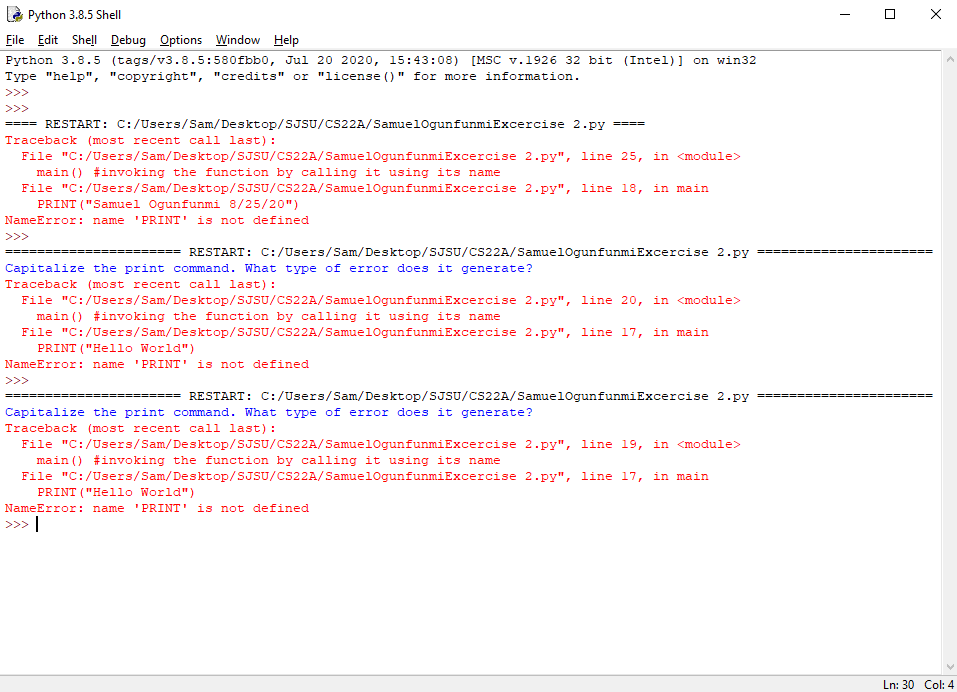 Python 3.8.5 Shell
File Edit Shell Debug Options Window Help
Python 3.8.5 (tags/v3.8.5:580fbb0, Jul 20 2020, 15:43:08) [MSC v.1926 32 bit (Intel)] on win32
Type "help", "copyright", "credits" or "license()" for more information.
>>>
>>>
==== RESTART: C:/Users/Sam/Desktop/SJSU/CS22A/SamuelOgunfunmiExcercise 2.py ====
Traceback (most recent call last):
  File "C:/Users/Sam/Desktop/SJSU/CS22A/SamuelOgunfunmiExcercise 2.py", line 25, in <module>
    main() #invoking the function by calling it using its name
  File "C:/Users/Sam/Desktop/SJSU/CS22A/SamuelOgunfunmiExcercise 2.py", line 18, in main
    PRINT("Samuel Ogunfunmi 8/25/20")
NameError: name 'PRINT' is not defined
>>>
====================== RESTART: C:/Users/Sam/Desktop/SJSU/CS22A/SamuelOgunfunmiExcercise 2.py ======================
Capitalize the print command. What type of error does it generate?
Traceback (most recent call last):
  File "C:/Users/Sam/Desktop/SJSU/CS22A/SamuelOgunfunmiExcercise 2.py", line 20, in <module>
    main() #invoking the function by calling it using its name
  File "C:/Users/Sam/Desktop/SJSU/CS22A/SamuelOgunfunmiExcercise 2.py", line 17, in main
    PRINT("Hello World")
NameError: name 'PRINT' is not defined
>>>
====================== RESTART: C:/Users/Sam/Desktop/SJSU/CS22A/SamuelOgunfunmiExcercise 2.py ======================
Capitalize the print command. What type of error does it generate?
Traceback (most recent call last):
  File "C:/Users/Sam/Desktop/SJSU/CS22A/SamuelOgunfunmiExcercise 2.py", line 19, in <module>
    main() #invoking the function by calling it using its name
  File "C:/Users/Sam/Desktop/SJSU/CS22A/SamuelOgunfunmiExcercise 2.py", line 17, in main
    PRINT("Hello World")
NameError: name 'PRINT' is not defined
>>>
Ln: 30 Col: 4